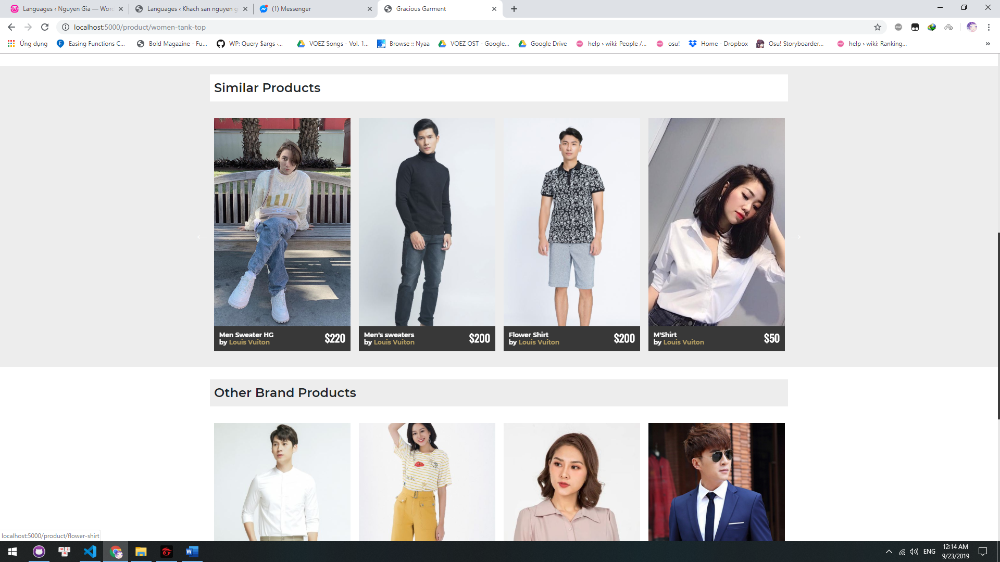 Languages ‹ Nguyen Gia — Wor
Languages ‹ Khach san nguyen g
(1) Messenger
Gracious Garment
localhost:5000/product/women-tank-top
Ứng dụng
Easing Functions C...
Bold Magazine - Fu...
WP: Query $args -...
VOEZ Songs - Vol. 1...
Browse :: Nyaa
VOEZ OST - Google...
Google Drive
help › wiki: People /...
osu!
Home - Dropbox
Osu! Storyboarder...
help › wiki: Ranking...
»
Similar Products
Men Sweater HG
by Louis Vuiton
$220
Men's sweaters
by Louis Vuiton
$200
Flower Shirt
by Louis Vuiton
$200
M'Shirt
by Louis Vuiton
$50
Other Brand Products
localhost:5000/product/flower-shirt
ENG
12:14 AM
9/23/2019